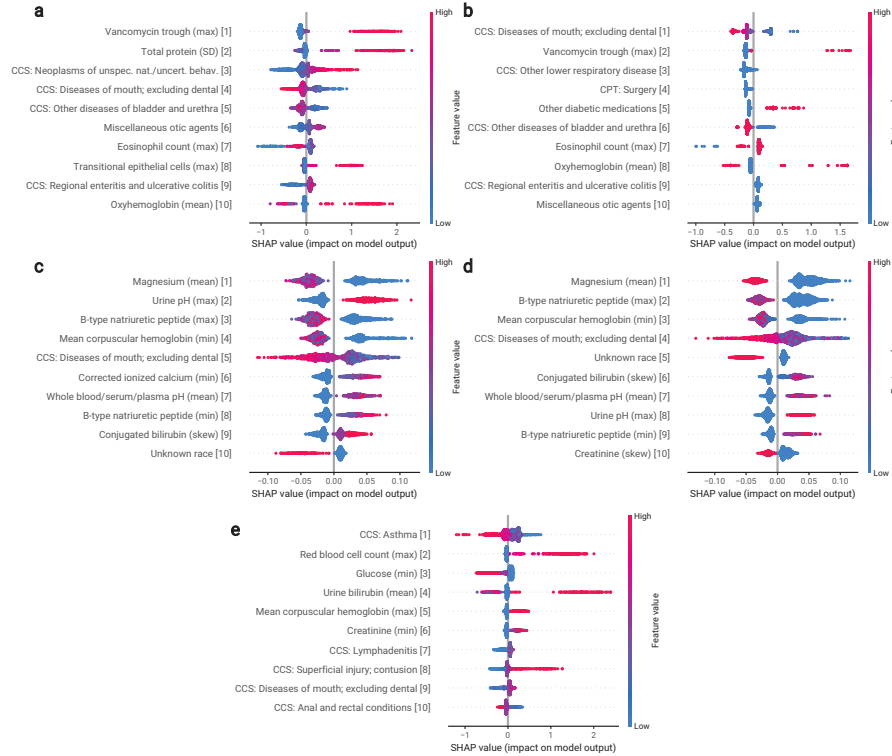 a
Vancomycin trough (max) [1]
Total protein (SD) [2]
CCS: Neoplasms of unspec. nat./uncert. behav. [3]
CCS: Diseases of mouth; excluding dental [4]
CCS: Other diseases of bladder and urethra [5]
Miscellaneous otic agents [6]
Eosinophil count (max) [7]
Transitional epithelial cells (max) [8]
CCS: Regional enteritis and ulcerative colitis [9]
Oxyhemoglobin (mean) [10]
−1 0 1 2
SHAP value (impact on model output)
High
Feature value
Low
b
CCS: Diseases of mouth; excluding dental [1]
Vancomycin trough (max) [2]
CCS: Other lower respiratory disease [3]
CPT: Surgery [4]
Other diabetic medications [5]
CCS: Other diseases of bladder and urethra [6]
Eosinophil count (max) [7]
Oxyhemoglobin (mean) [8]
CCS: Regional enteritis and ulcerative colitis [9]
Miscellaneous otic agents [10]
−1.0 −0.5 0.0 0.5 1.0 1.5
SHAP value (impact on model output)
High
Low
c
Magnesium (mean) [1]
Urine pH (max) [2]
B-type natriuretic peptide (max) [3]
Mean corpuscular hemoglobin (min) [4]
CCS: Diseases of mouth; excluding dental [5]
Corrected ionized calcium (min) [6]
Whole blood/serum/plasma pH (mean) [7]
B-type natriuretic peptide (min) [8]
Conjugated bilirubin (skew) [9]
Unknown race [10]
−0.10 −0.05 0.00 0.05 0.10
SHAP value (impact on model output)
High
Feature value
Low
d
Magnesium (mean) [1]
B-type natriuretic peptide (max) [2]
Mean corpuscular hemoglobin (min) [3]
CCS: Diseases of mouth; excluding dental [4]
Unknown race [5]
Conjugated bilirubin (skew) [6]
Whole blood/serum/plasma pH (mean) [7]
Urine pH (max) [8]
B-type natriuretic peptide (min) [9]
Creatinine (skew) [10]
−0.10 −0.05 0.00 0.05 0.10
SHAP value (impact on model output)
High
Low
e
CCS: Asthma [1]
Red blood cell count (max) [2]
Glucose (min) [3]
Urine bilirubin (mean) [4]
Mean corpuscular hemoglobin (max) [5]
Creatinine (min) [6]
CCS: Lymphadenitis [7]
CCS: Superficial injury; contusion [8]
CCS: Diseases of mouth; excluding dental [9]
CCS: Anal and rectal conditions [10]
−1 0 1 2
SHAP value (impact on model output)
High
Feature value
Low